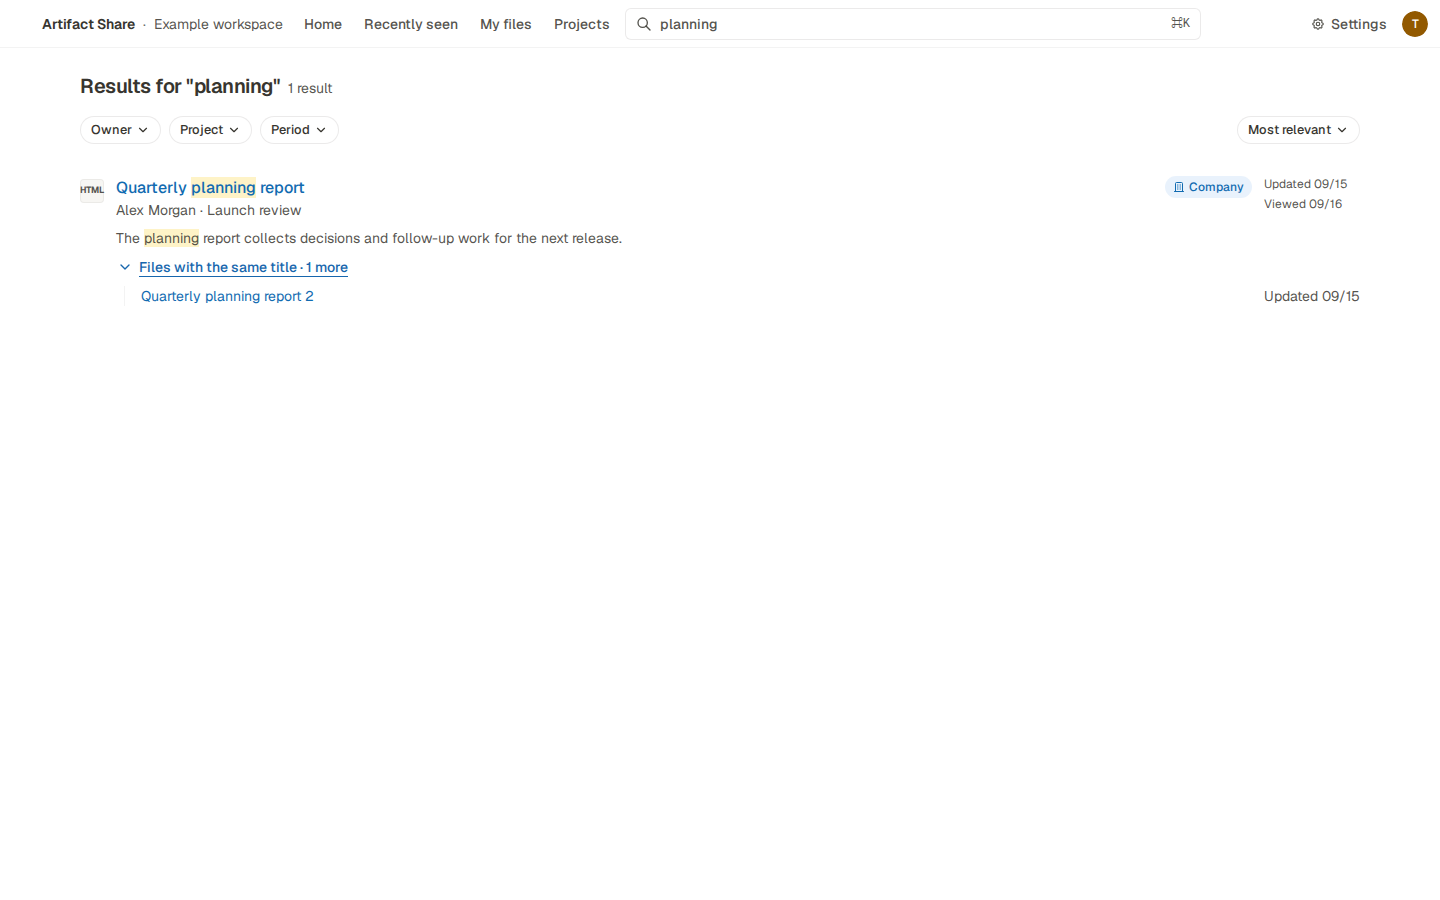 Artifact Share · Example workspace Home Recently seen My files Projects planning ⌘K Settings T
Results for "planning" 1 result
Owner Project Period Most relevant
HTML Quarterly planning report Company Updated 09/15
Alex Morgan · Launch review Viewed 09/16
The planning report collects decisions and follow-up work for the next release.
Files with the same title · 1 more
Quarterly planning report 2 Updated 09/15